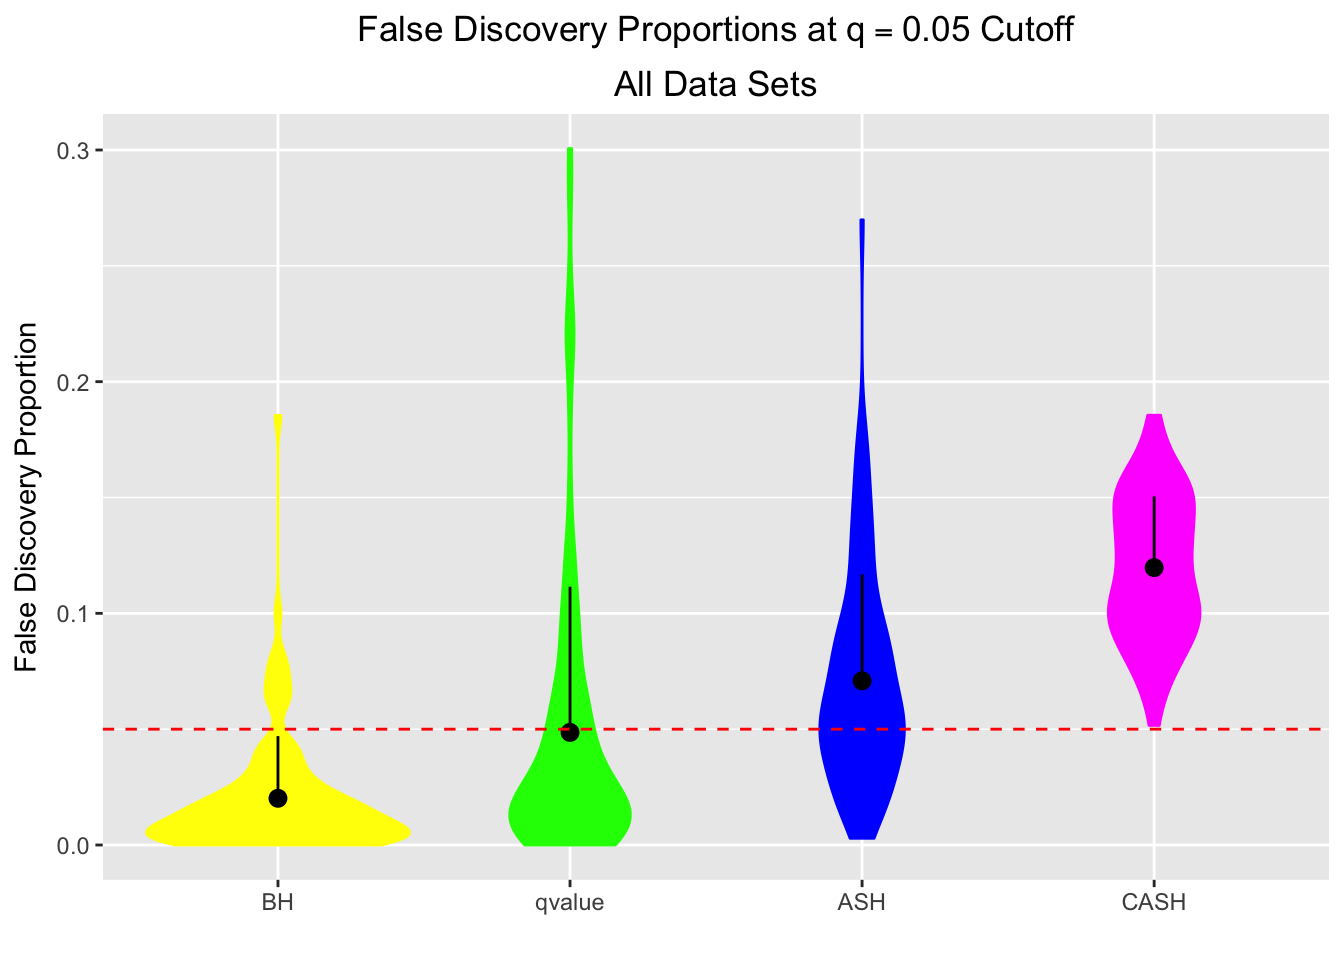 False Discovery Proportions at q = 0.05 Cutoff
All Data Sets
False Discovery Proportion
0.3
0.2
0.1
0.0
BH
qvalue
ASH
CASH